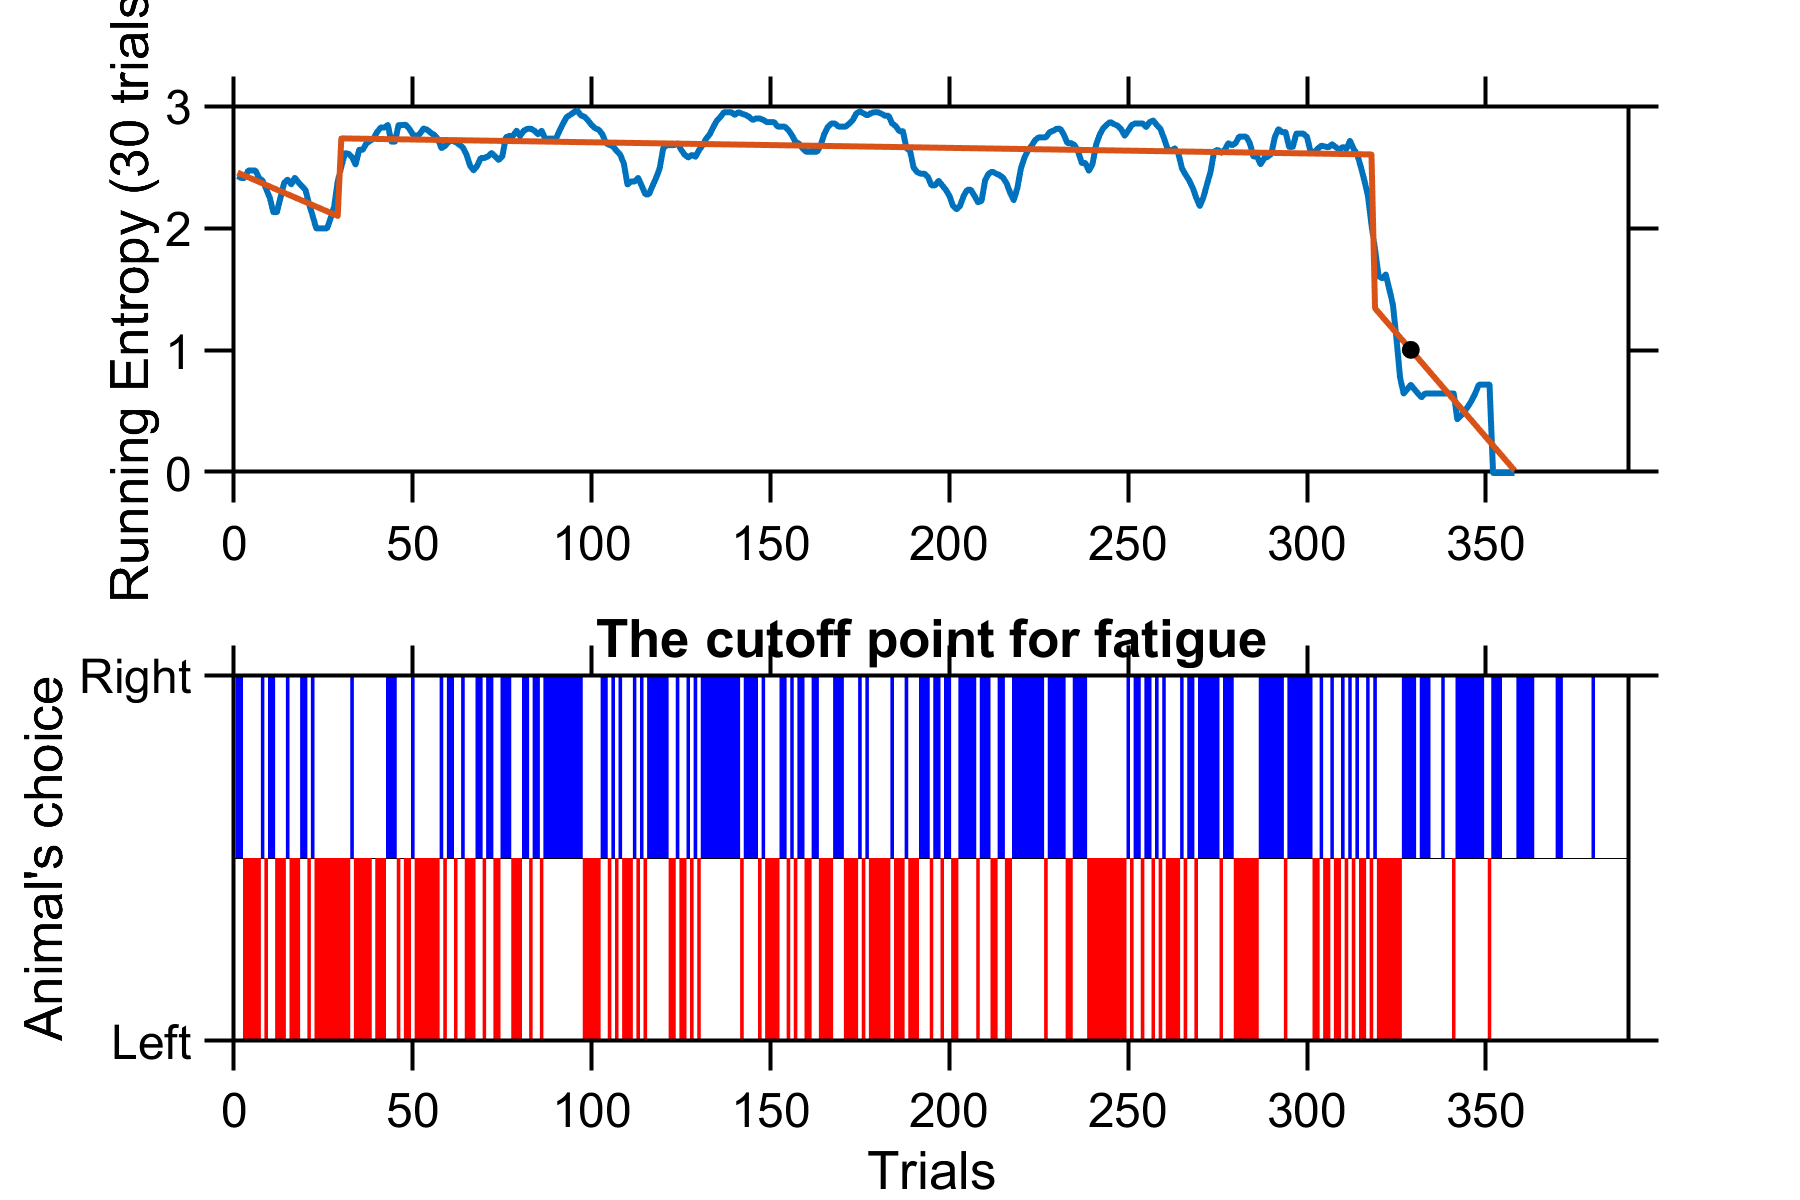 Running Entropy (30 trials
3
2
1
0
0 50 100 150 200 250 300 350
The cutoff point for fatigue
Animal's choice
Right
Left
0 50 100 150 200 250 300 350
Trials